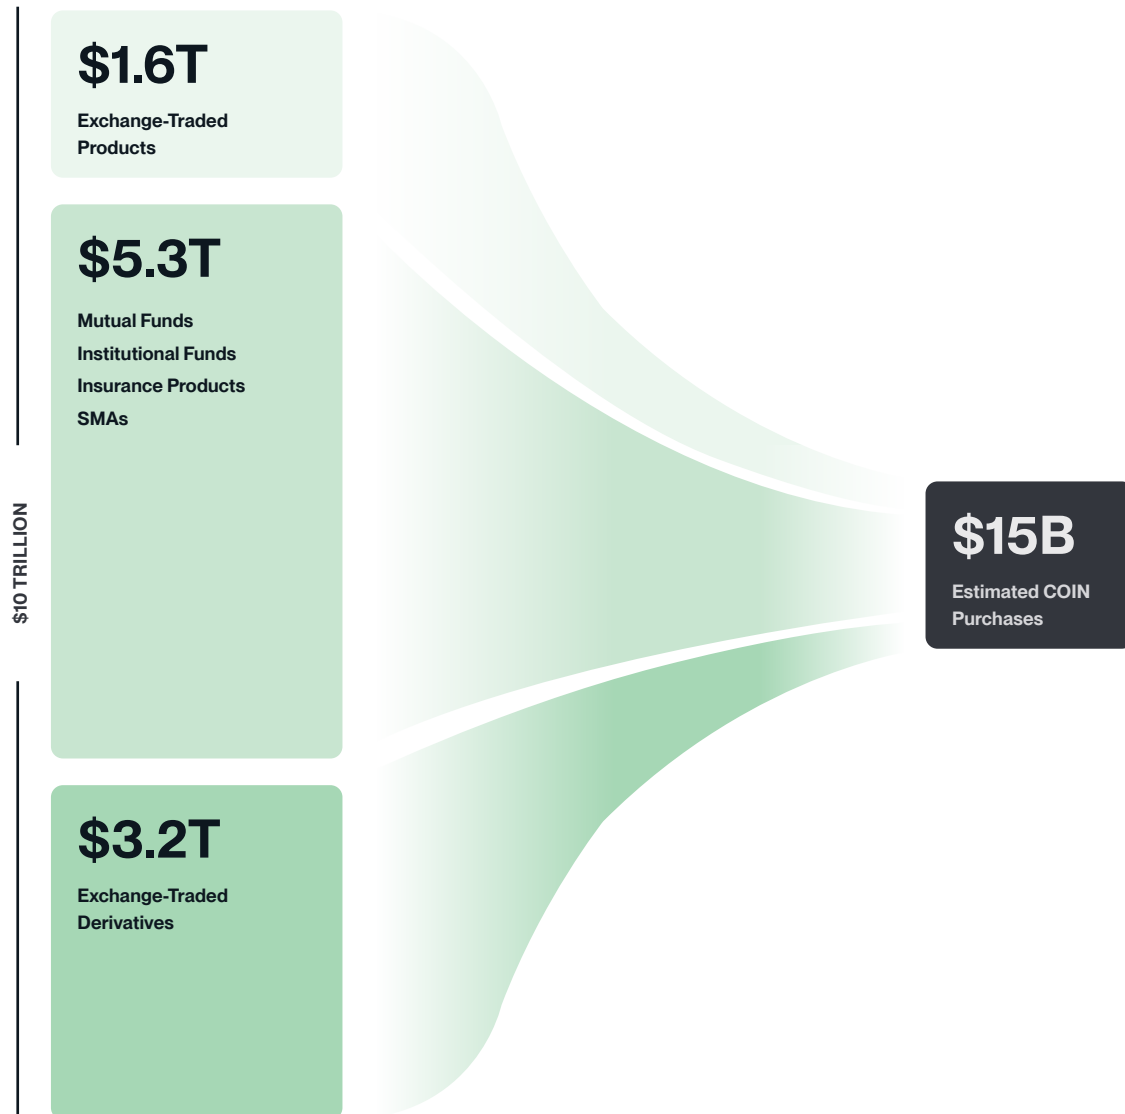 $1.6T
Exchange-Traded
Products
$5.3T
Mutual Funds
Institutional Funds
Insurance Products
SMAs
$10 TRILLION
$15B
Estimated COIN
Purchases
$3.2T
Exchange-Traded
Derivatives